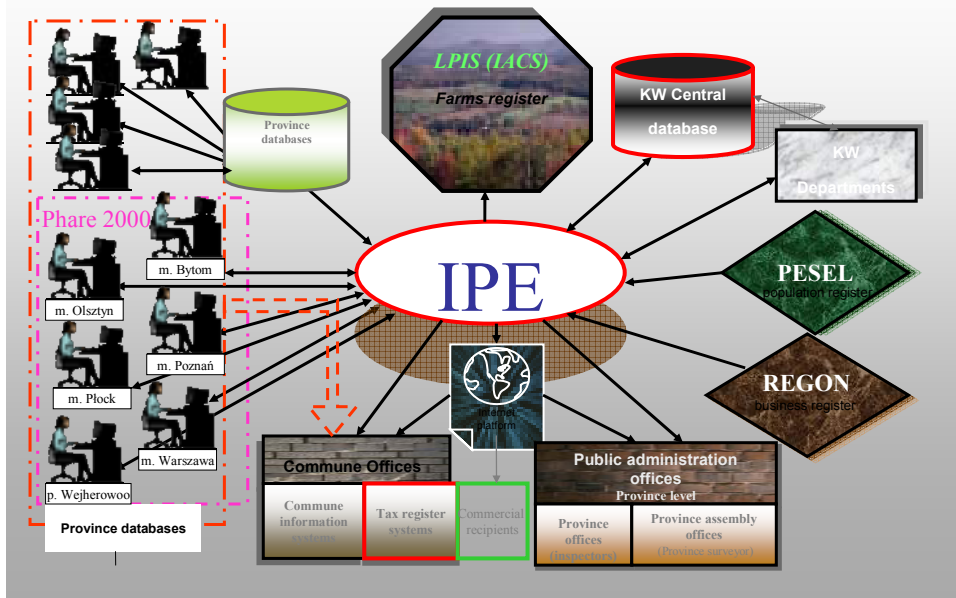 LPIS (IACS)
Farms register
KW Central
database
Province
databases
KW
Departments
Phare 2000
m. Bytom
IPE
PESEL
population register
m. Olsztyn
m. Poznań
m. Płock
REGON
business register
Internet
platform
m. Warszawa
Commune Offices
Public administration
offices
Province level
p. Wejherowoo
Commune
information
systems
Tax register
systems
Commercial
recipients
Province
offices
(inspectors)
Province assembly
offices
(Province surveyor)
Province databases